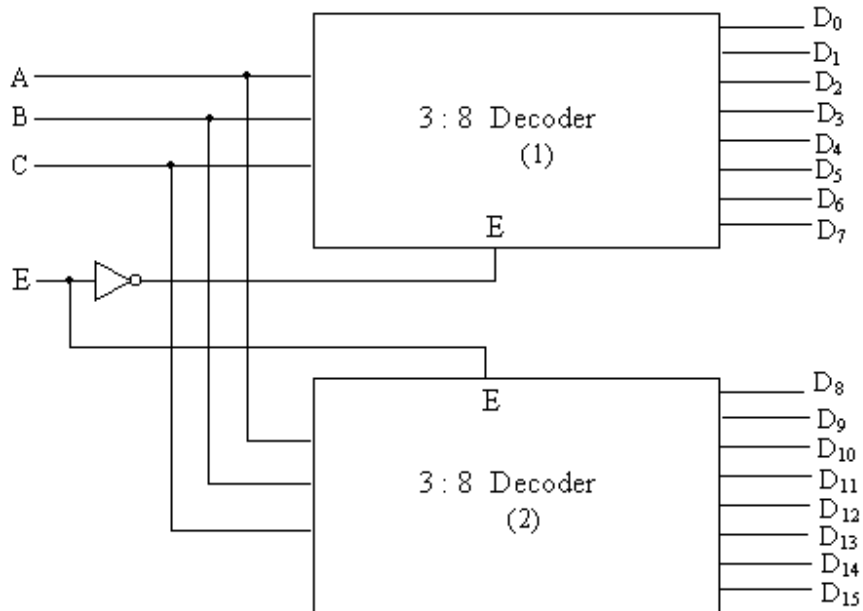 D₀
D₁
A
D₂
B
3 : 8 Decoder
D₃
(1)
D₄
C
D₅
D₆
E
D₇
E
D₈
E
D₉
D₁₀
3 : 8 Decoder
D₁₁
(2)
D₁₂
D₁₃
D₁₄
D₁₅